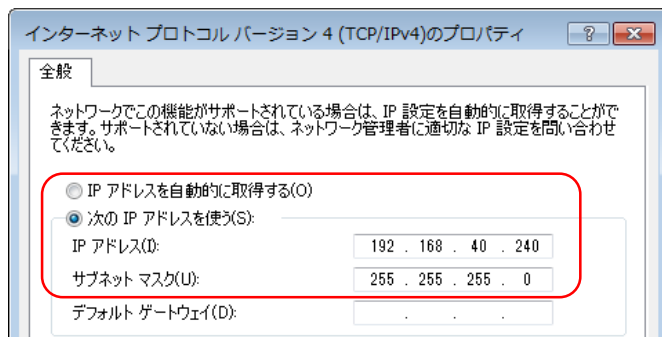 インターネット プロトコル バージョン 4 (TCP/IPv4)のプロパティ
全般
ネットワークでこの機能がサポートされている場合は、IP 設定を自動的に取得することがで
きます。サポートされていない場合は、ネットワーク管理者に適切な IP 設定を問い合わせ
てください。
IP アドレスを自動的に取得する(O)
次の IP アドレスを使う(S):
IP アドレス(I): 192 . 168 . 40 . 240
サブネット マスク(U): 255 . 255 . 255 . 0
デフォルト ゲートウェイ(D): . . .